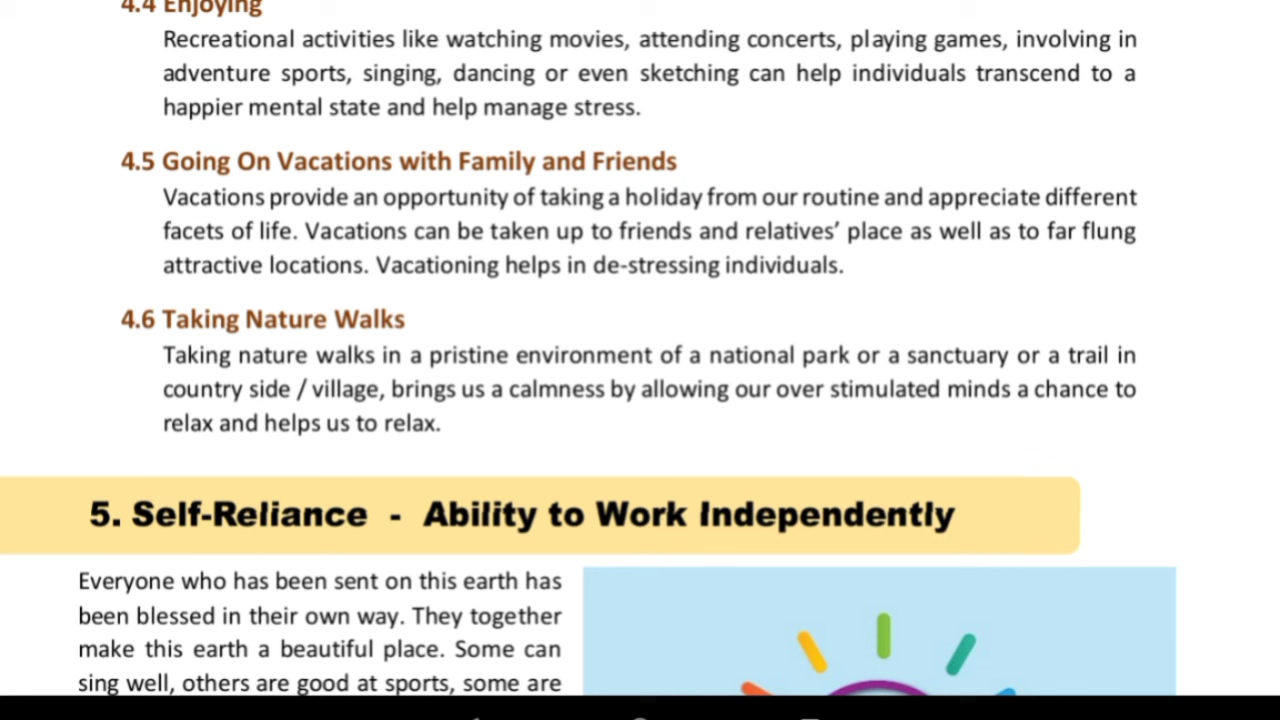 4.4 Enjoying
Recreational activities like watching movies, attending concerts, playing games, involving in
adventure sports, singing, dancing or even sketching can help individuals transcend to a
happier mental state and help manage stress.
4.5 Going On Vacations with Family and Friends
Vacations provide an opportunity of taking a holiday from our routine and appreciate different
facets of life. Vacations can be taken up to friends and relatives’ place as well as to far flung
attractive locations. Vacationing helps in de-stressing individuals.
4.6 Taking Nature Walks
Taking nature walks in a pristine environment of a national park or a sanctuary or a trail in
country side / village, brings us a calmness by allowing our over stimulated minds a chance to
relax and helps us to relax.
5. Self-Reliance - Ability to Work Independently
Everyone who has been sent on this earth has
been blessed in their own way. They together
make this earth a beautiful place. Some can
sing well, others are good at sports, some are